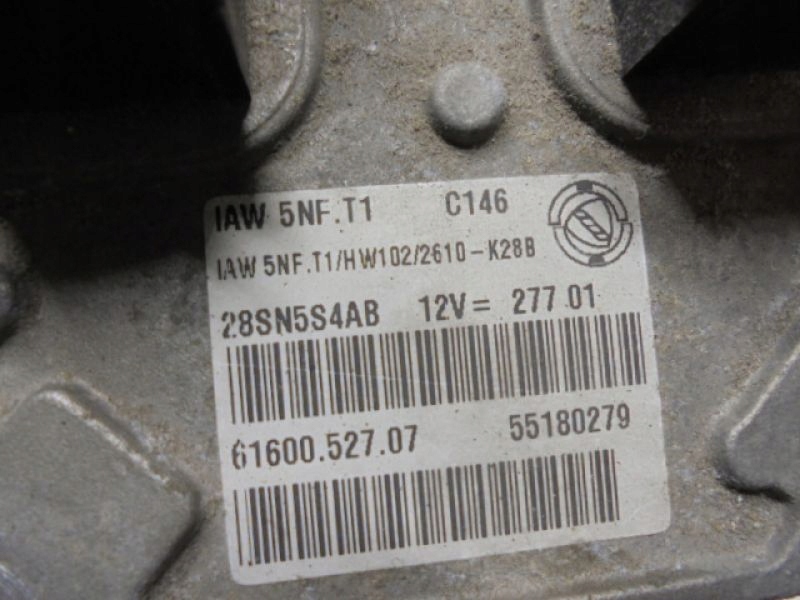 IAW 5NF.T1 C146
IAW 5NF.T1/HW102/2610-K28B
28SN5S4AB 12V = 277 01
61600.527.07 55180279